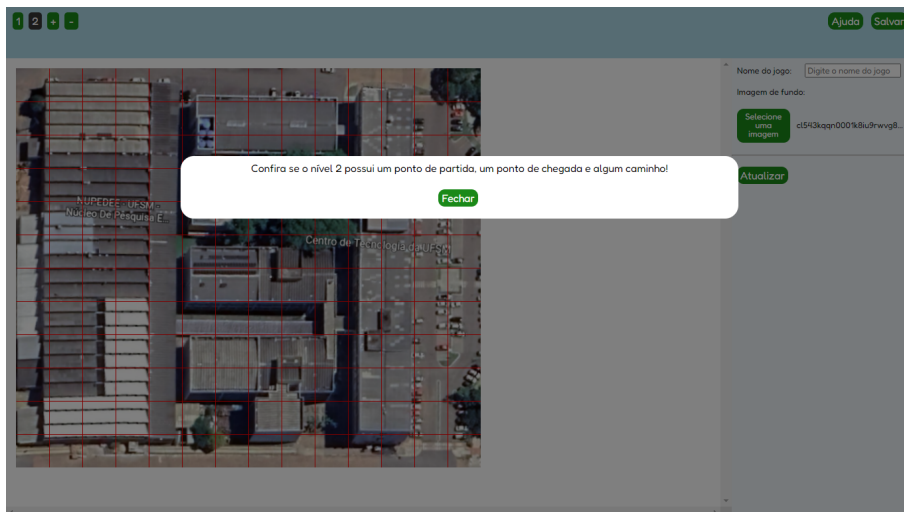 1 2 + -
Ajuda Salvar
Nome do jogo: Digite o nome do jogo
Imagem de fundo:
Selecione
uma
imagem
cl543kqqn0001k8iu9rwvg8...
Atualizar
Confira se o nível 2 possui um ponto de partida, um ponto de chegada e algum caminho!
Fechar
NUPEDEE - UFSM -
Núcleo De Pesquisa E...
Centro de Tecnologia da UFSM